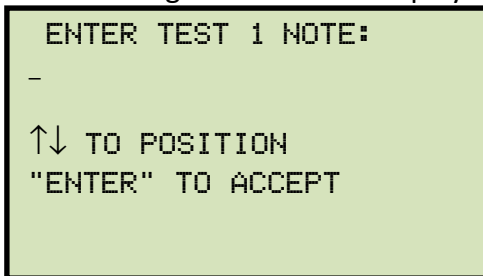 ENTER TEST 1 NOTE:
_
↑↓ TO POSITION
"ENTER" TO ACCEPT